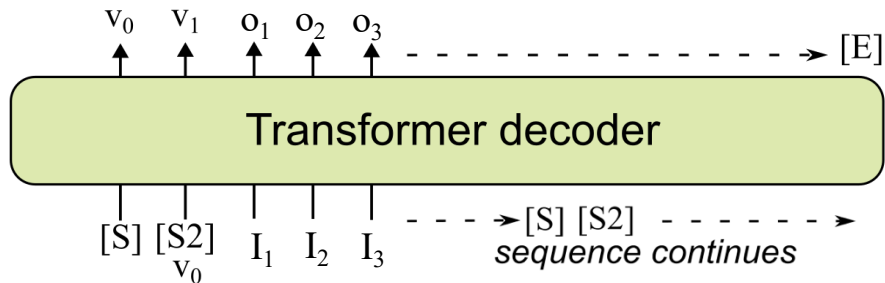 v₀ v₁ o₁ o₂ o₃ [E]
Transformer decoder
[S] [S2] I₁ I₂ I₃ [S] [S2]
v₀ sequence continues